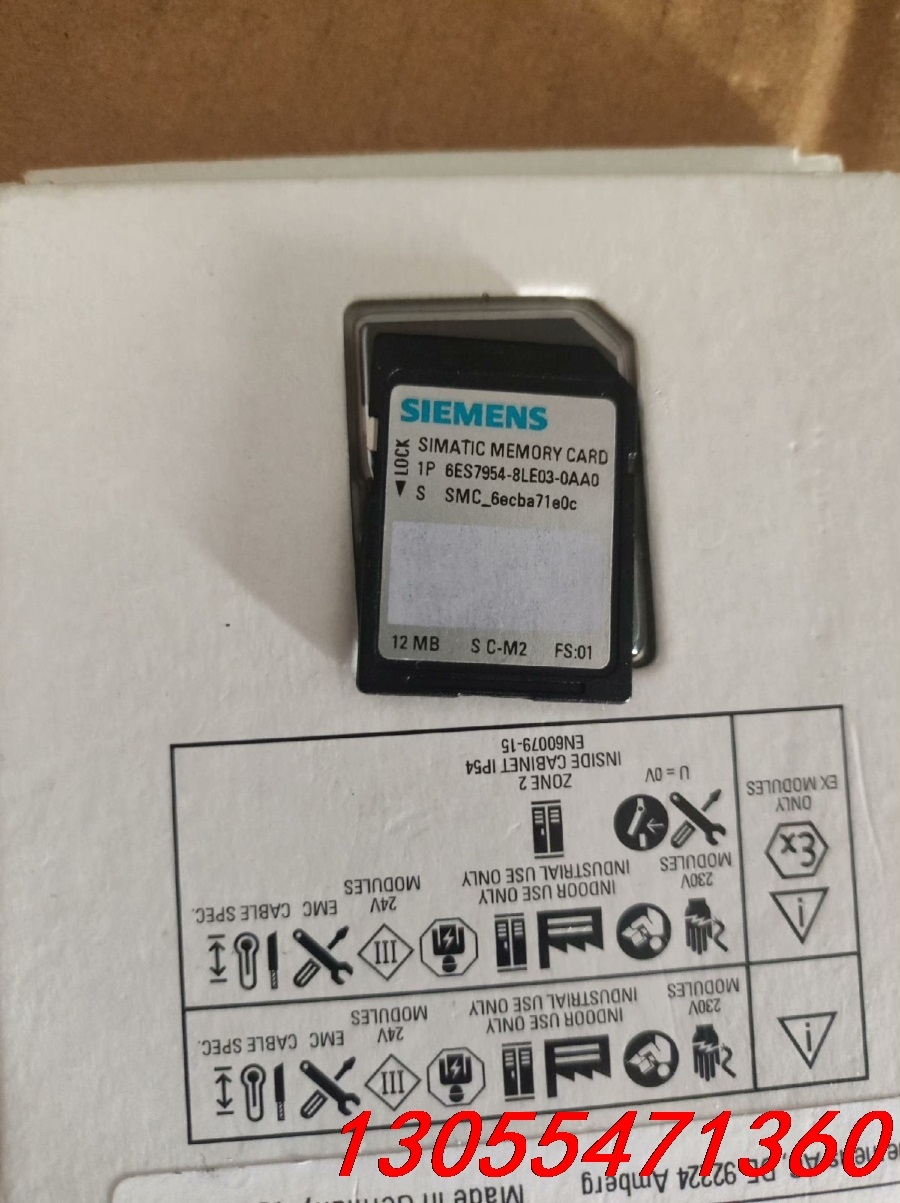 SIEMENS
LOCK
SIMATIC MEMORY CARD
1P 6ES7954-8LE03-0AA0
S SMC_6ecba71e0c
12 MB S C-M2 FS:01
EN60079-15
INSIDE CABINET IP54
ZONE 2
U = 0V
ONLY
EX MODULES
Ex
i
230V
MODULES
INDOOR USE ONLY
INDUSTRIAL USE ONLY
24V
MODULES
EMC CABLE SPEC.
III
i
230V
MODULES
INDOOR USE ONLY
INDUSTRIAL USE ONLY
24V
MODULES
EMC CABLE SPEC.
III
13055471360
DE 92224 Amberg
Made in Germany